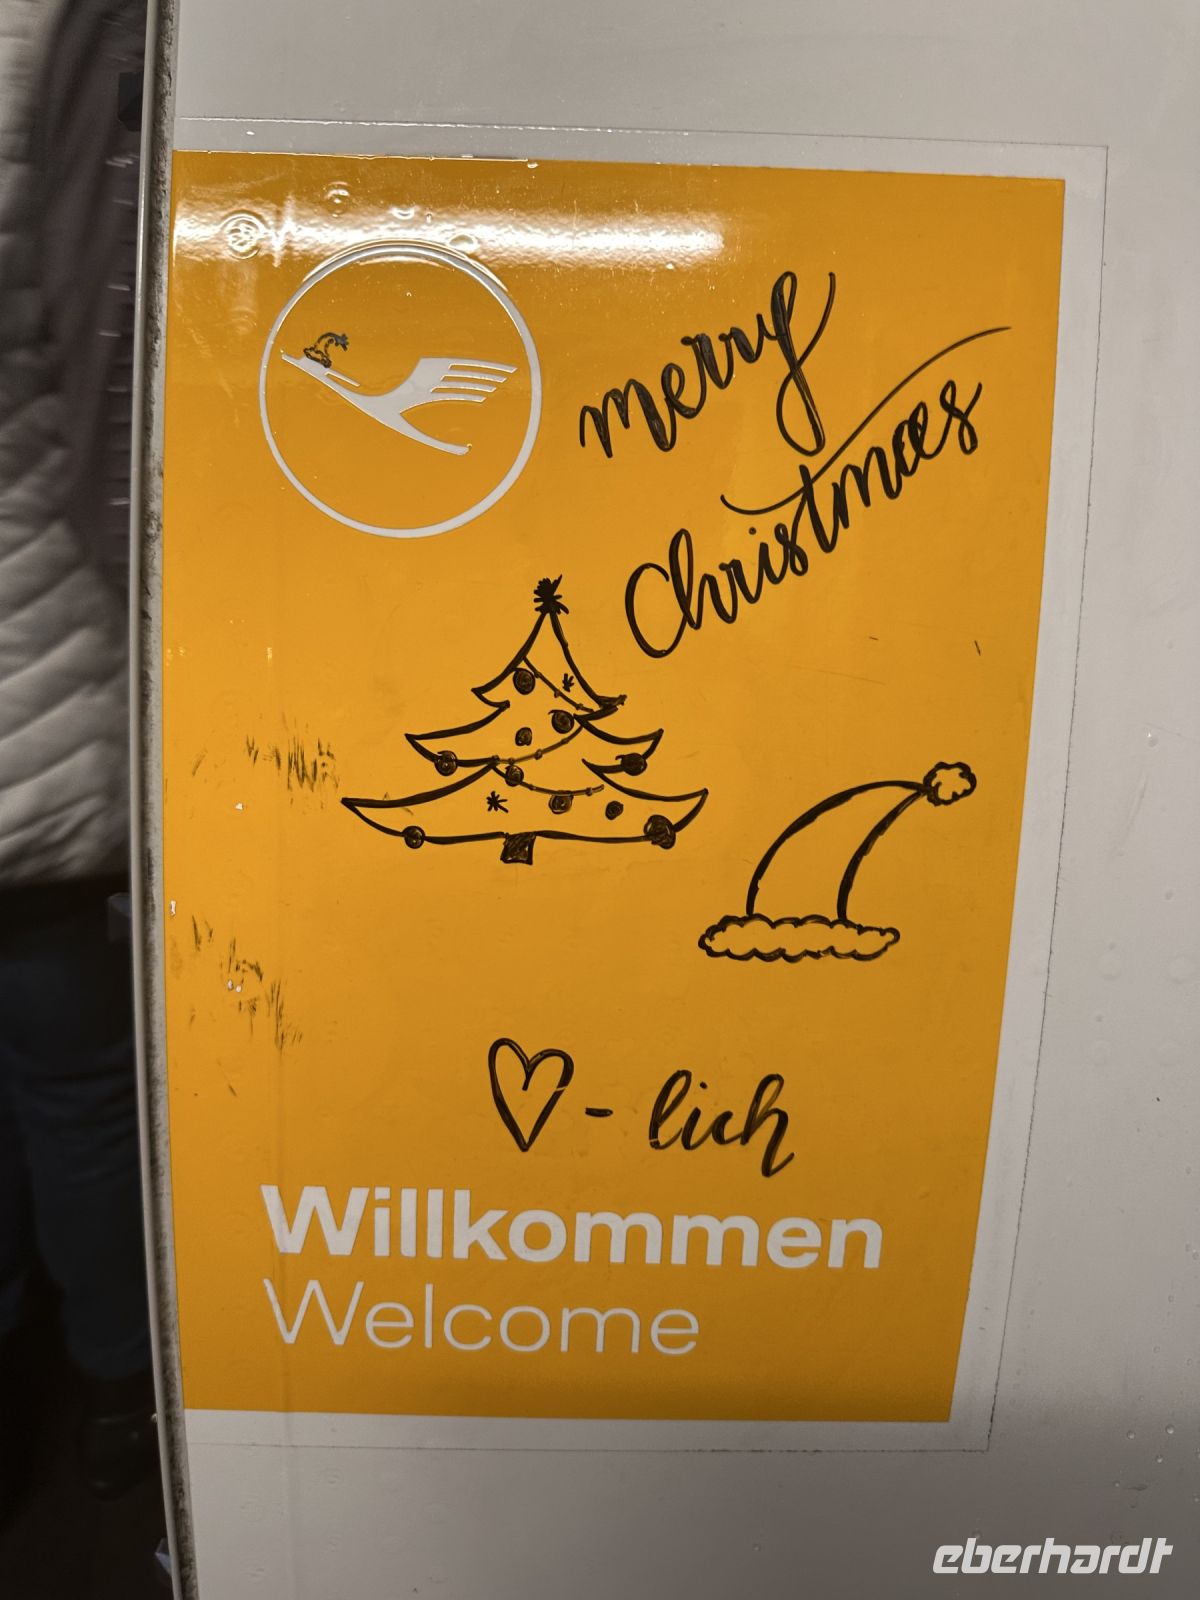 merry
Christmas
♡-lich
Willkommen
Welcome
eberhardt